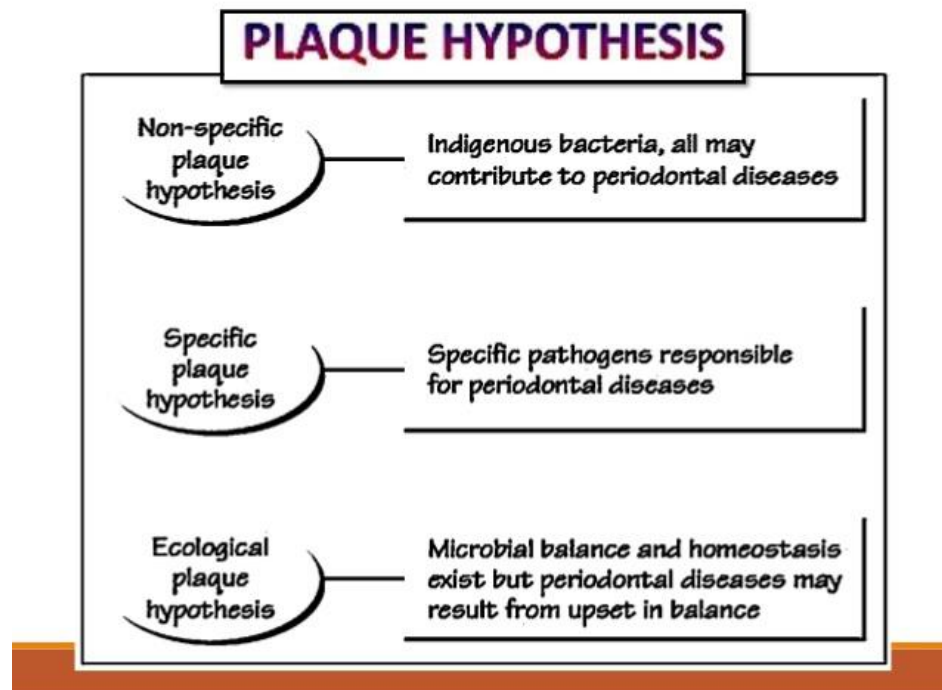 PLAQUE HYPOTHESIS
Non-specific
plaque
hypothesis
Indigenous bacteria, all may
contribute to periodontal diseases
Specific
plaque
hypothesis
Specific pathogens responsible
for periodontal diseases
Ecological
plaque
hypothesis
Microbial balance and homeostasis
exist but periodontal diseases may
result from upset in balance